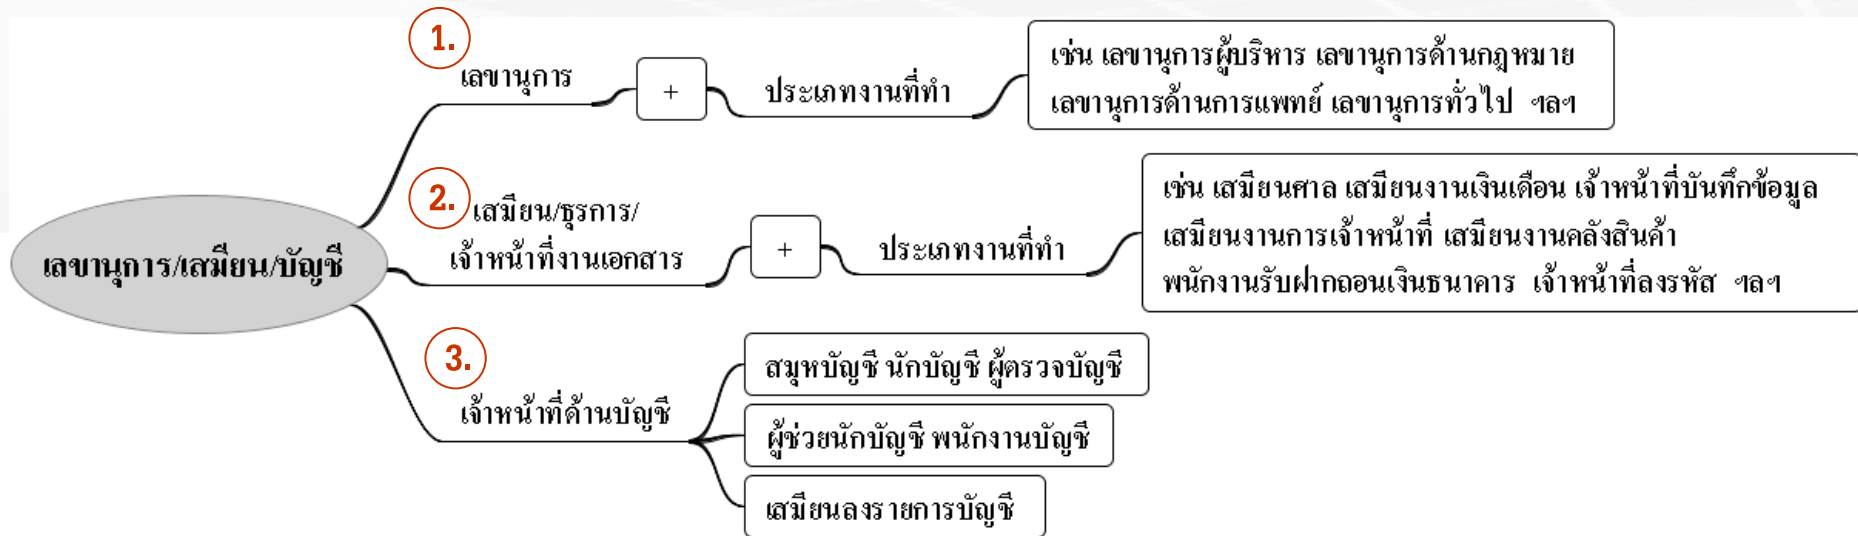 เลขานุการ/เสมียน/บัญชี
1.
เลขานุการ
+
ประเภทงานที่ทำ
เช่น เลขานุการผู้บริหาร เลขานุการด้านกฎหมาย
เลขานุการด้านการแพทย์ เลขานุการทั่วไป ฯลฯ
2.
เสมียน/ธุรการ/
เจ้าหน้าที่งานเอกสาร
+
ประเภทงานที่ทำ
เช่น เสมียนศาล เสมียนงานเงินเดือน เจ้าหน้าที่บันทึกข้อมูล
เสมียนงานการเจ้าหน้าที่ เสมียนงานคลังสินค้า
พนักงานรับฝากถอนเงินธนาคาร เจ้าหน้าที่ลงรหัส ฯลฯ
3.
เจ้าหน้าที่ด้านบัญชี
สมุหบัญชี นักบัญชี ผู้ตรวจบัญชี
ผู้ช่วยนักบัญชี พนักงานบัญชี
เสมียนลงรายการบัญชี